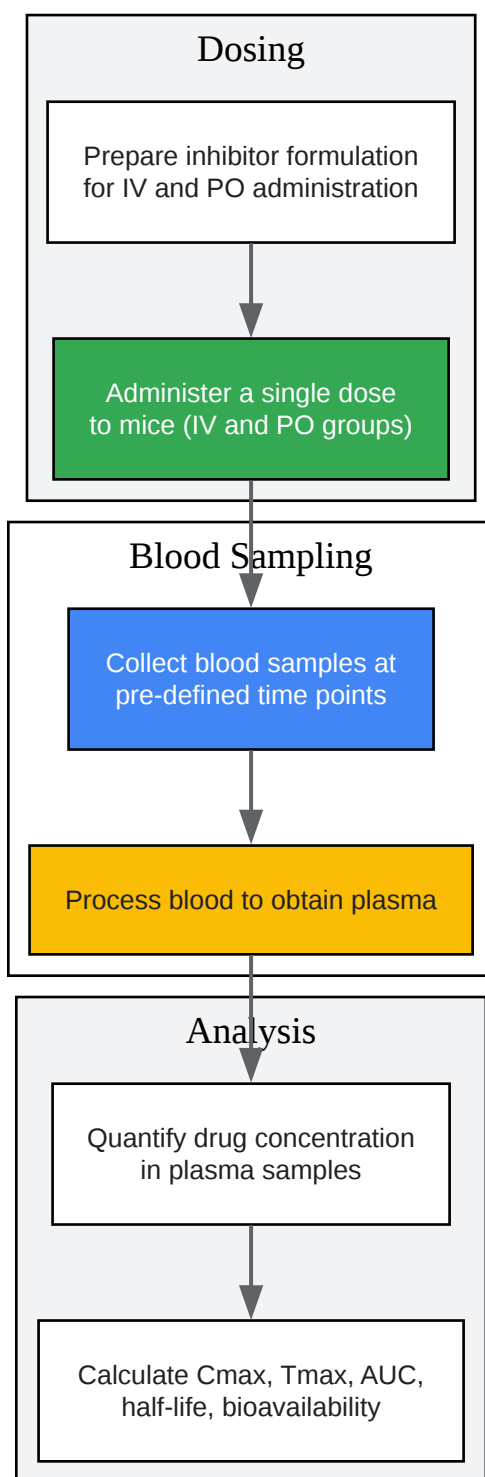 Dosing
Prepare inhibitor formulation
for IV and PO administration
Administer a single dose
to mice (IV and PO groups)
Blood Sampling
Collect blood samples at
pre-defined time points
Process blood to obtain plasma
Analysis
Quantify drug concentration
in plasma samples
Calculate Cmax, Tmax, AUC,
half-life, bioavailability